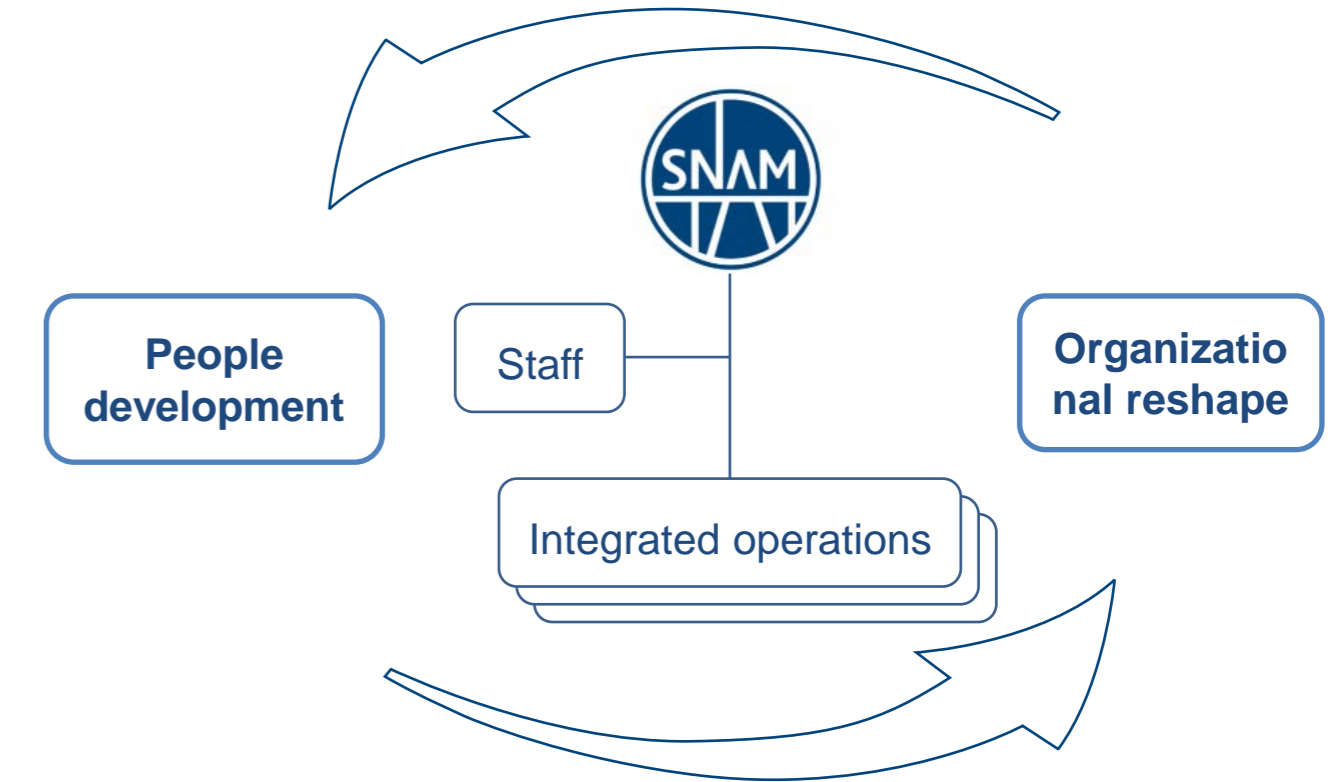 SNAM
People
development
Staff
Organizatio
nal reshape
Integrated operations